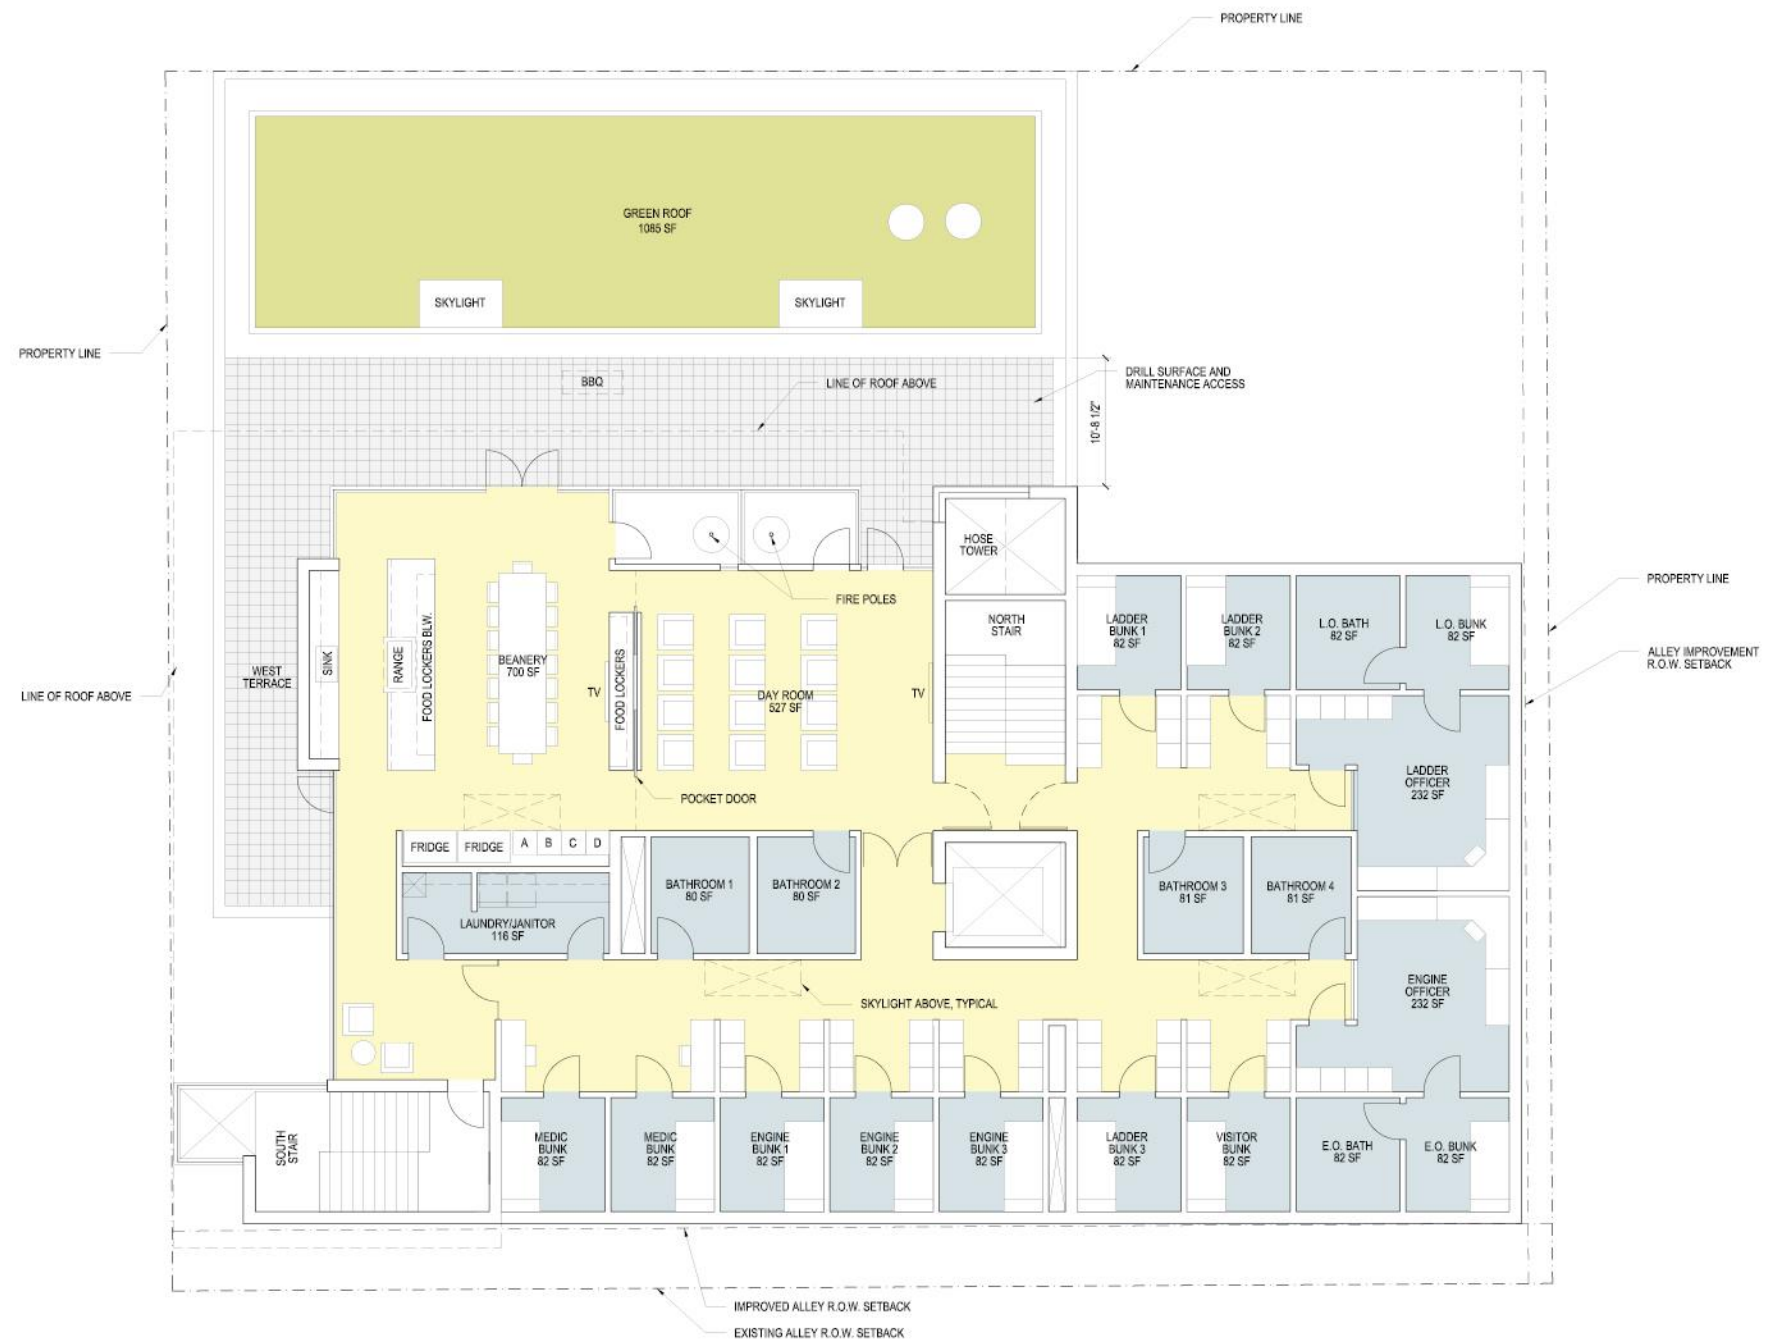 PROPERTY LINE
GREEN ROOF
1085 SF
SKYLIGHT
SKYLIGHT
PROPERTY LINE
BBQ
LINE OF ROOF ABOVE
DRILL SURFACE AND
MAINTENANCE ACCESS
10'-8 1/2"
HOSE
TOWER
FIRE POLES
PROPERTY LINE
NORTH
STAIR
LADDER
BUNK 1
82 SF
LADDER
BUNK 2
82 SF
L.O. BATH
82 SF
L.O. BUNK
82 SF
WEST
TERRACE
SINK
RANGE
FOOD LOCKERS BLW.
BEANERY
700 SF
TV
FOOD LOCKERS
DAY ROOM
527 SF
TV
ALLEY IMPROVEMENT
R.O.W. SETBACK
LINE OF ROOF ABOVE
LADDER
OFFICER
232 SF
POCKET DOOR
FRIDGE
FRIDGE
A
B
C
D
BATHROOM 1
80 SF
BATHROOM 2
80 SF
BATHROOM 3
81 SF
BATHROOM 4
81 SF
LAUNDRY/JANITOR
116 SF
ENGINE
OFFICER
232 SF
SKYLIGHT ABOVE, TYPICAL
SOUTH
STAIR
MEDIC
BUNK
82 SF
MEDIC
BUNK
82 SF
ENGINE
BUNK 1
82 SF
ENGINE
BUNK 2
82 SF
ENGINE
BUNK 3
82 SF
LADDER
BUNK 3
82 SF
VISITOR
BUNK
82 SF
E.O. BATH
82 SF
E.O. BUNK
82 SF
IMPROVED ALLEY R.O.W. SETBACK
EXISTING ALLEY R.O.W. SETBACK